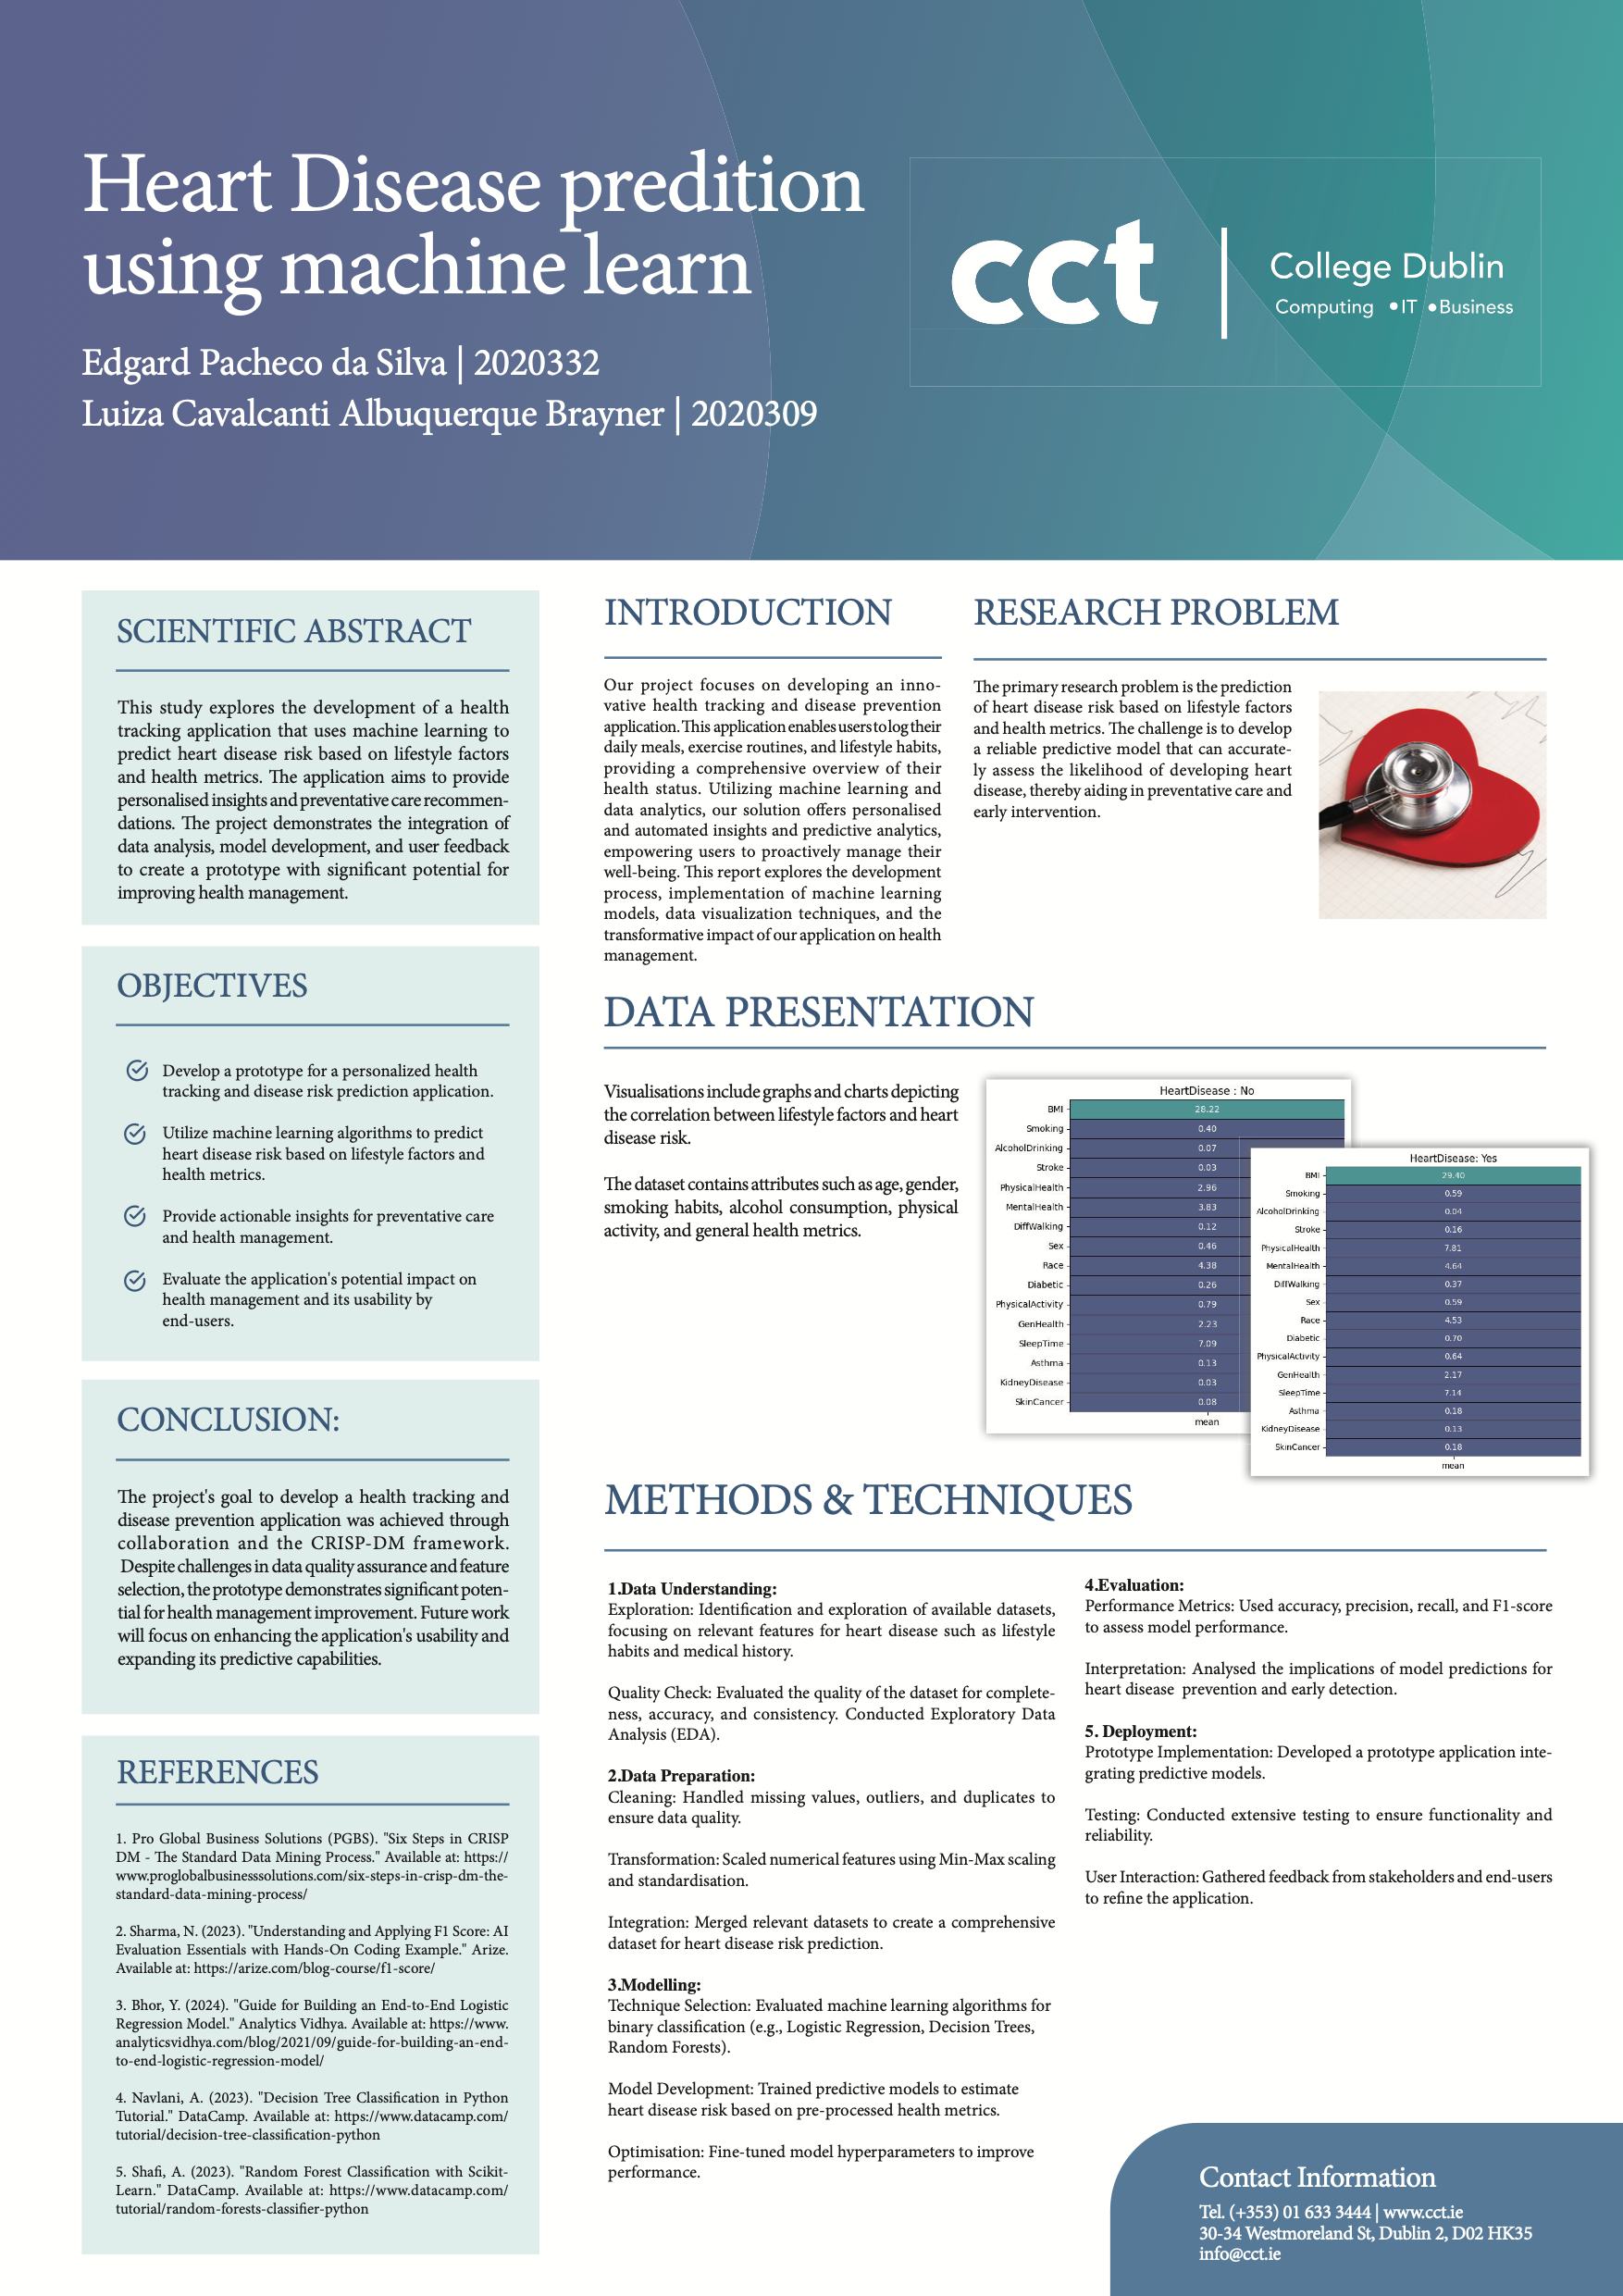 Heart Disease predition
using machine learn
Edgard Pacheco da Silva | 2020332
Luiza Cavalcanti Albuquerque Brayner | 2020309
cct
College Dublin
Computing •IT •Business
SCIENTIFIC ABSTRACT
This study explores the development of a health
tracking application that uses machine learning to
predict heart disease risk based on lifestyle factors
and health metrics. The application aims to provide
personalised insights and preventative care recommen-
dations. The project demonstrates the integration of
data analysis, model development, and user feedback
to create a prototype with significant potential for
improving health management.
OBJECTIVES
Develop a prototype for a personalized health
tracking and disease risk prediction application.
Utilize machine learning algorithms to predict
heart disease risk based on lifestyle factors and
health metrics.
Provide actionable insights for preventative care
and health management.
Evaluate the application's potential impact on
health management and its usability by
end-users.
CONCLUSION:
The project's goal to develop a health tracking and
disease prevention application was achieved through
collaboration and the CRISP-DM framework.
Despite challenges in data quality assurance and feature
selection, the prototype demonstrates significant poten-
tial for health management improvement. Future work
will focus on enhancing the application's usability and
expanding its predictive capabilities.
REFERENCES
1. Pro Global Business Solutions (PGBS). "Six Steps in CRISP
DM - The Standard Data Mining Process." Available at: https://
www.proglobalbusinesssolutions.com/six-steps-in-crisp-dm-the-
standard-data-mining-process/
2. Sharma, N. (2023). "Understanding and Applying F1 Score: AI
Evaluation Essentials with Hands-On Coding Example." Arize.
Available at: https://arize.com/blog-course/f1-score/
3. Bhor, Y. (2024). "Guide for Building an End-to-End Logistic
Regression Model." Analytics Vidhya. Available at: https://www.
analyticsvidhya.com/blog/2021/09/guide-for-building-an-end-
to-end-logistic-regression-model/
4. Navlani, A. (2023). "Decision Tree Classification in Python
Tutorial." DataCamp. Available at: https://www.datacamp.com/
tutorial/decision-tree-classification-python
5. Shafi, A. (2023). "Random Forest Classification with Scikit-
Learn." DataCamp. Available at: https://www.datacamp.com/
tutorial/random-forests-classifier-python
INTRODUCTION
Our project focuses on developing an inno-
vative health tracking and disease prevention
application. This application enables users to log their
daily meals, exercise routines, and lifestyle habits,
providing a comprehensive overview of their
health status. Utilizing machine learning and
data analytics, our solution offers personalised
and automated insights and predictive analytics,
empowering users to proactively manage their
well-being. This report explores the development
process, implementation of machine learning
models, data visualization techniques, and the
transformative impact of our application on health
management.
RESEARCH PROBLEM
The primary research problem is the prediction
of heart disease risk based on lifestyle factors
and health metrics. The challenge is to develop
a reliable predictive model that can accurate-
ly assess the likelihood of developing heart
disease, thereby aiding in preventative care and
early intervention.
DATA PRESENTATION
Visualisations include graphs and charts depicting
the correlation between lifestyle factors and heart
disease risk.
The dataset contains attributes such as age, gender,
smoking habits, alcohol consumption, physical
activity, and general health metrics.
HeartDisease : No
BMI 28.22
Smoking 0.40
AlcoholDrinking 0.07
Stroke 0.03
PhysicalHealth 2.96
MentalHealth 3.83
DiffWalking 0.12
Sex 0.46
Race 4.38
Diabetic 0.26
PhysicalActivity 0.79
GenHealth 2.23
SleepTime 7.09
Asthma 0.13
KidneyDisease 0.03
SkinCancer 0.08
mean
HeartDisease: Yes
BMI 29.40
Smoking 0.59
AlcoholDrinking 0.04
Stroke 0.16
PhysicalHealth 7.81
MentalHealth 4.64
DiffWalking 0.37
Sex 0.59
Race 4.53
Diabetic 0.70
PhysicalActivity 0.64
GenHealth 2.17
SleepTime 7.14
Asthma 0.18
KidneyDisease 0.13
SkinCancer 0.18
mean
METHODS & TECHNIQUES
1.Data Understanding:
Exploration: Identification and exploration of available datasets,
focusing on relevant features for heart disease such as lifestyle
habits and medical history.
Quality Check: Evaluated the quality of the dataset for complete-
ness, accuracy, and consistency. Conducted Exploratory Data
Analysis (EDA).
2.Data Preparation:
Cleaning: Handled missing values, outliers, and duplicates to
ensure data quality.
Transformation: Scaled numerical features using Min-Max scaling
and standardisation.
Integration: Merged relevant datasets to create a comprehensive
dataset for heart disease risk prediction.
3.Modelling:
Technique Selection: Evaluated machine learning algorithms for
binary classification (e.g., Logistic Regression, Decision Trees,
Random Forests).
Model Development: Trained predictive models to estimate
heart disease risk based on pre-processed health metrics.
Optimisation: Fine-tuned model hyperparameters to improve
performance.
4.Evaluation:
Performance Metrics: Used accuracy, precision, recall, and F1-score
to assess model performance.
Interpretation: Analysed the implications of model predictions for
heart disease prevention and early detection.
5. Deployment:
Prototype Implementation: Developed a prototype application inte-
grating predictive models.
Testing: Conducted extensive testing to ensure functionality and
reliability.
User Interaction: Gathered feedback from stakeholders and end-users
to refine the application.
Contact Information
Tel. (+353) 01 633 3444 | www.cct.ie
30-34 Westmoreland St, Dublin 2, D02 HK35
info@cct.ie